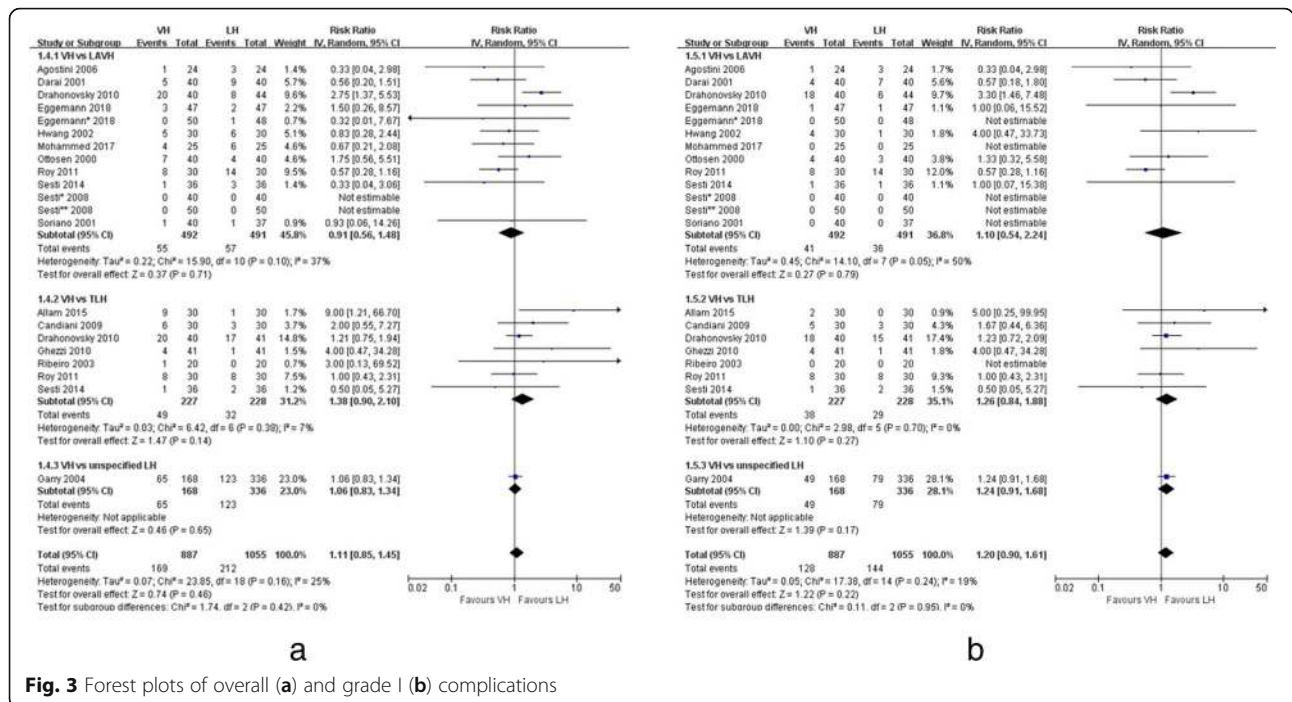 VH LH Risk Ratio Risk Ratio
Study or Subgroup Events Total Events Total Weight IV, Random, 95% CI IV, Random, 95% CI
1.4.1 VH vs LAVH
Agostini 2006 1 24 3 24 1.4% 0.33 [0.04, 2.98]
Darai 2001 5 40 9 40 5.7% 0.56 [0.20, 1.51]
Drahonovsky 2010 20 40 8 44 9.6% 2.75 [1.37, 5.53]
Eggemann 2018 3 47 2 47 2.2% 1.50 [0.26, 8.57]
Eggemann* 2018 0 50 1 48 0.7% 0.32 [0.01, 7.67]
Hwang 2002 5 30 6 30 5.1% 0.83 [0.28, 2.44]
Mohammed 2017 4 25 6 25 4.8% 0.67 [0.21, 2.08]
Ottosen 2000 7 40 4 40 4.8% 1.75 [0.56, 5.51]
Roy 2011 8 30 14 30 9.5% 0.57 [0.28, 1.16]
Sesti 2014 1 36 3 36 1.4% 0.33 [0.04, 3.06]
Sesti* 2008 0 40 0 40 Not estimable
Sesti** 2008 0 50 0 50 Not estimable
Soriano 2001 1 40 1 37 0.9% 0.93 [0.06, 14.26]
Subtotal (95% CI) 492 491 45.8% 0.91 [0.56, 1.48]
Total events 55 57
Heterogeneity: Tau² = 0.22; Chi² = 15.90, df = 10 (P = 0.10); I² = 37%
Test for overall effect: Z = 0.37 (P = 0.71)
1.4.2 VH vs TLH
Allam 2015 9 30 1 30 1.7% 9.00 [1.21, 66.70]
Candiani 2009 6 30 3 30 3.7% 2.00 [0.55, 7.27]
Drahonovsky 2010 20 40 17 41 14.8% 1.21 [0.75, 1.94]
Ghezzi 2010 4 41 1 41 1.4% 4.00 [0.47, 34.28]
Ribeiro 2003 1 20 0 20 0.7% 3.00 [0.13, 69.52]
Roy 2011 8 30 8 30 7.5% 1.00 [0.43, 2.31]
Sesti 2014 1 36 2 36 1.2% 0.50 [0.05, 5.27]
Subtotal (95% CI) 227 228 31.2% 1.38 [0.90, 2.10]
Total events 49 32
Heterogeneity: Tau² = 0.03; Chi² = 6.42, df = 6 (P = 0.38); I² = 7%
Test for overall effect: Z = 1.47 (P = 0.14)
1.4.3 VH vs unspecified LH
Garry 2004 65 168 123 336 23.0% 1.06 [0.83, 1.34]
Subtotal (95% CI) 168 336 23.0% 1.06 [0.83, 1.34]
Total events 65 123
Heterogeneity: Not applicable
Test for overall effect: Z = 0.46 (P = 0.65)
Total (95% CI) 887 1055 100.0% 1.11 [0.85, 1.45]
Total events 169 212
Heterogeneity: Tau² = 0.07; Chi² = 23.85, df = 18 (P = 0.16); I² = 25%
Test for overall effect: Z = 0.74 (P = 0.46)
Test for subgroup differences: Chi² = 1.74, df = 2 (P = 0.42), I² = 0%
0.02 0.1 1 10 50
Favours VH Favours LH
a
VH LH Risk Ratio Risk Ratio
Study or Subgroup Events Total Events Total Weight IV, Random, 95% CI IV, Random, 95% CI
1.5.1 VH vs LAVH
Agostini 2006 1 24 3 24 1.7% 0.33 [0.04, 2.98]
Darai 2001 4 40 7 40 5.6% 0.57 [0.18, 1.80]
Drahonovsky 2010 18 40 6 44 10.8% 3.30 [1.46, 7.48]
Eggemann 2018 1 47 1 47 1.1% 1.00 [0.06, 15.52]
Eggemann* 2018 0 50 0 48 Not estimable
Hwang 2002 4 30 1 30 1.8% 4.00 [0.47, 33.73]
Mohammed 2017 0 25 0 25 Not estimable
Ottosen 2000 4 40 3 40 3.8% 1.33 [0.32, 5.58]
Roy 2011 8 30 14 30 12.0% 0.57 [0.28, 1.16]
Sesti 2014 1 36 1 36 1.1% 1.00 [0.07, 15.38]
Sesti* 2008 0 40 0 40 Not estimable
Sesti** 2008 0 50 0 50 Not estimable
Soriano 2001 0 40 0 37 Not estimable
Subtotal (95% CI) 492 491 36.8% 1.10 [0.54, 2.24]
Total events 41 36
Heterogeneity: Tau² = 0.45; Chi² = 14.10, df = 7 (P = 0.05); I² = 50%
Test for overall effect: Z = 0.27 (P = 0.79)
1.5.2 VH vs TLH
Allam 2015 2 30 0 30 0.9% 5.00 [0.25, 99.95]
Candiani 2009 5 30 3 30 4.3% 1.67 [0.44, 6.36]
Drahonovsky 2010 18 40 15 41 17.4% 1.23 [0.72, 2.09]
Ghezzi 2010 4 41 1 41 1.8% 4.00 [0.47, 34.28]
Ribeiro 2003 0 20 0 20 Not estimable
Roy 2011 8 30 8 30 9.3% 1.00 [0.43, 2.31]
Sesti 2014 1 36 2 36 1.5% 0.50 [0.05, 5.27]
Subtotal (95% CI) 227 228 35.1% 1.26 [0.84, 1.88]
Total events 38 29
Heterogeneity: Tau² = 0.00; Chi² = 2.98, df = 5 (P = 0.70); I² = 0%
Test for overall effect: Z = 1.10 (P = 0.27)
1.5.3 VH vs unspecified LH
Garry 2004 49 168 79 336 28.1% 1.24 [0.91, 1.68]
Subtotal (95% CI) 168 336 28.1% 1.24 [0.91, 1.68]
Total events 49 79
Heterogeneity: Not applicable
Test for overall effect: Z = 1.39 (P = 0.17)
Total (95% CI) 887 1055 100.0% 1.20 [0.90, 1.61]
Total events 128 144
Heterogeneity: Tau² = 0.05; Chi² = 17.38, df = 14 (P = 0.24); I² = 19%
Test for overall effect: Z = 1.22 (P = 0.22)
Test for subgroup differences: Chi² = 0.11, df = 2 (P = 0.95), I² = 0%
0.02 0.1 1 10 50
Favours VH Favours LH
b
Fig. 3 Forest plots of overall (a) and grade I (b) complications